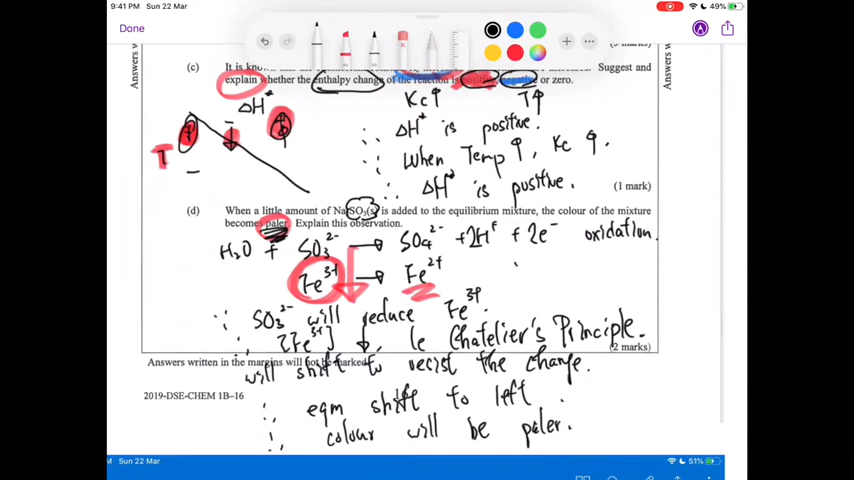 9:41 PM Sun 22 Mar
49%
Done
Answers w
Answers w
(c) It is known Suggest and
explain whether the enthalpy change of the reaction is positive, negative or zero.
ΔH Kc↑ T↑
∴ ΔH is positive.
T
∵ When Temp ↑, Kc ↑.
∴ ΔH is positive.
(1 mark)
(d) When a little amount of Na2SO3(s) is added to the equilibrium mixture, the colour of the mixture
becomes paler. Explain this observation.
H2O + SO3^2- → SO4^2- + 2H+ + 2e- oxidation
Fe3+ → Fe2+
∵ SO3^2- will reduce Fe3+.
∴ [Fe3+] ↓, Le Chatelier's Principle.
(2 marks)
Answers written in the margins will not be marked.
will shift to resist the change.
2019-DSE-CHEM 1B–16
∴ eqm shift to left.
∴ colour will be paler.
M Sun 22 Mar
51%